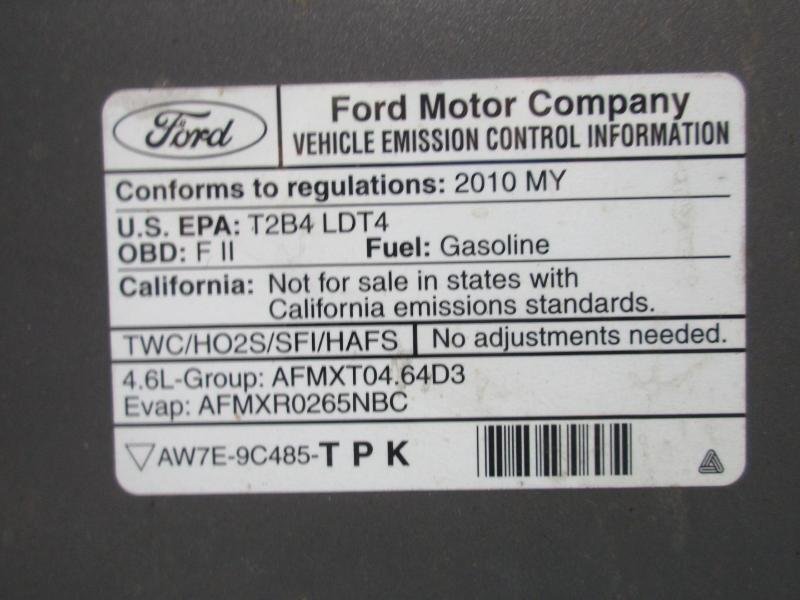 Ford
Ford Motor Company
VEHICLE EMISSION CONTROL INFORMATION
Conforms to regulations: 2010 MY
U.S. EPA: T2B4 LDT4
OBD: F II Fuel: Gasoline
California: Not for sale in states with
California emissions standards.
TWC/HO2S/SFI/HAFS No adjustments needed.
4.6L-Group: AFMXT04.64D3
Evap: AFMXR0265NBC
▽AW7E-9C485-T P K